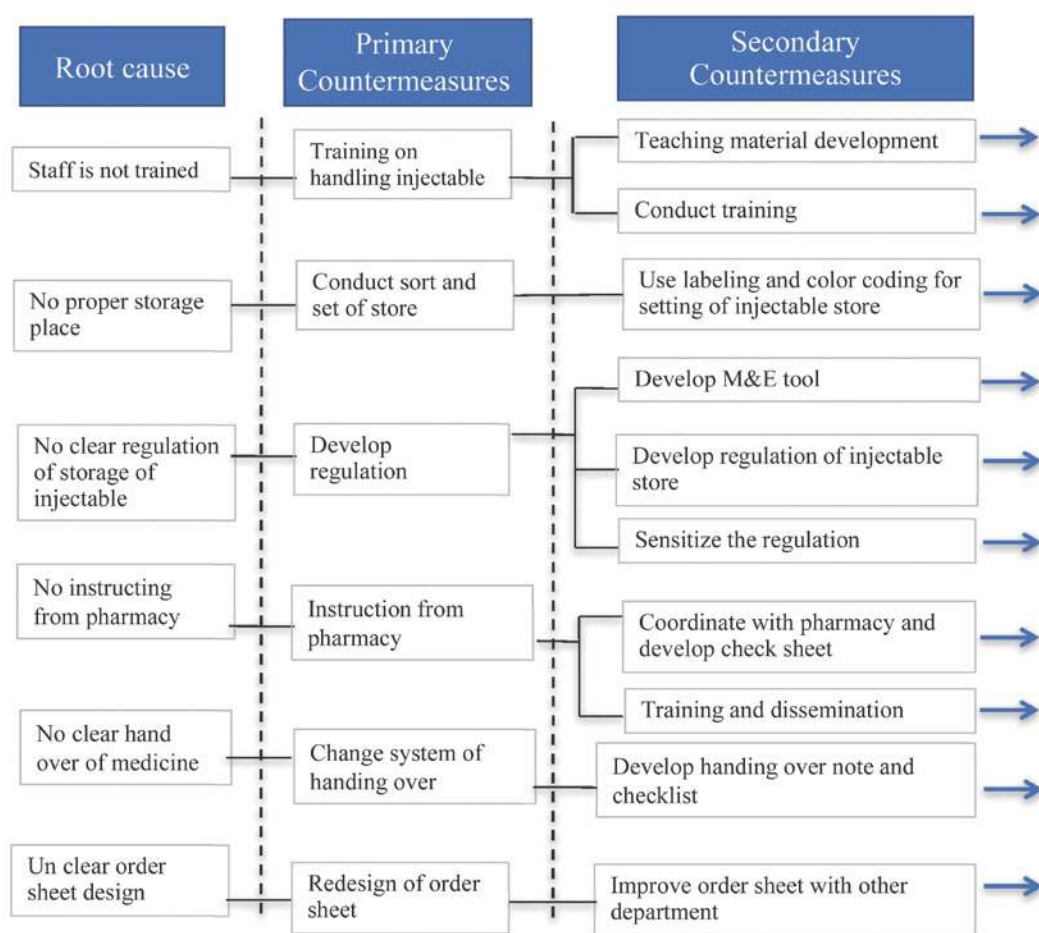 Root cause
Primary
Countermeasures
Secondary
Countermeasures
Staff is not trained
Training on
handling injectable
Teaching material development
Conduct training
No proper storage
place
Conduct sort and
set of store
Use labeling and color coding for
setting of injectable store
No clear regulation
of storage of
injectable
Develop
regulation
Develop M&E tool
Develop regulation of injectable
store
Sensitize the regulation
No instructing
from pharmacy
Instruction from
pharmacy
Coordinate with pharmacy and
develop check sheet
Training and dissemination
No clear hand
over of medicine
Change system of
handing over
Develop handing over note and
checklist
Un clear order
sheet design
Redesign of order
sheet
Improve order sheet with other
department